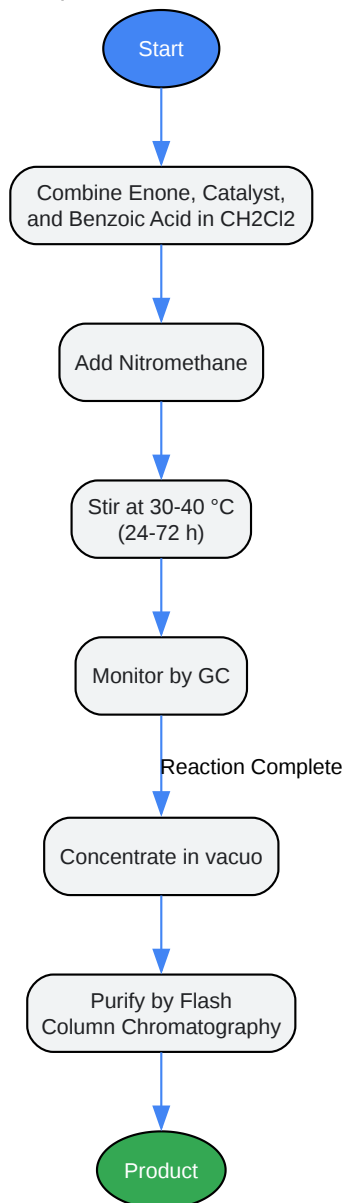 Start
Combine Enone, Catalyst,
and Benzoic Acid in CH2Cl2
Add Nitromethane
Stir at 30-40 °C
(24-72 h)
Monitor by GC
Reaction Complete
Concentrate in vacuo
Purify by Flash
Column Chromatography
Product